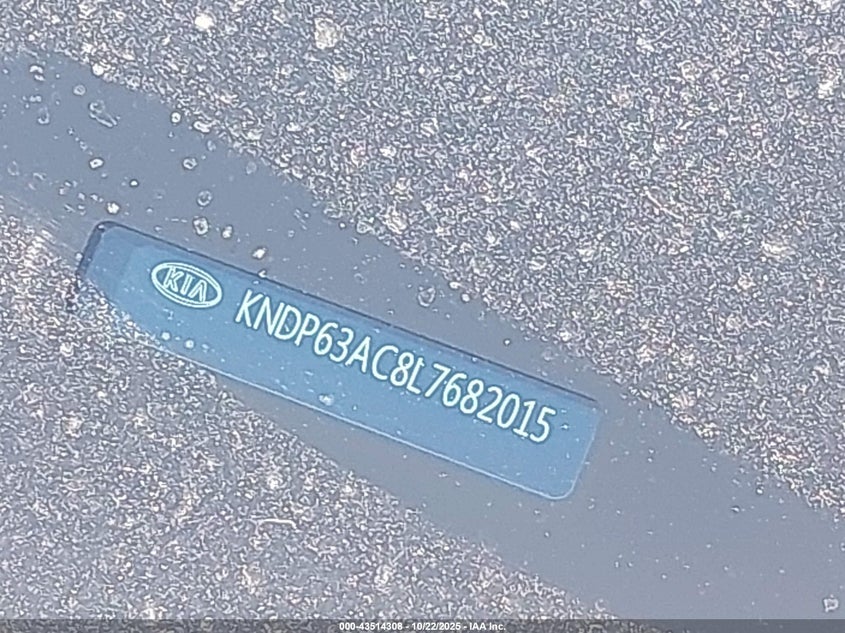 KIA KNDP63AC8L7682015
000-43514308 - 10/22/2025 - IAA Inc.